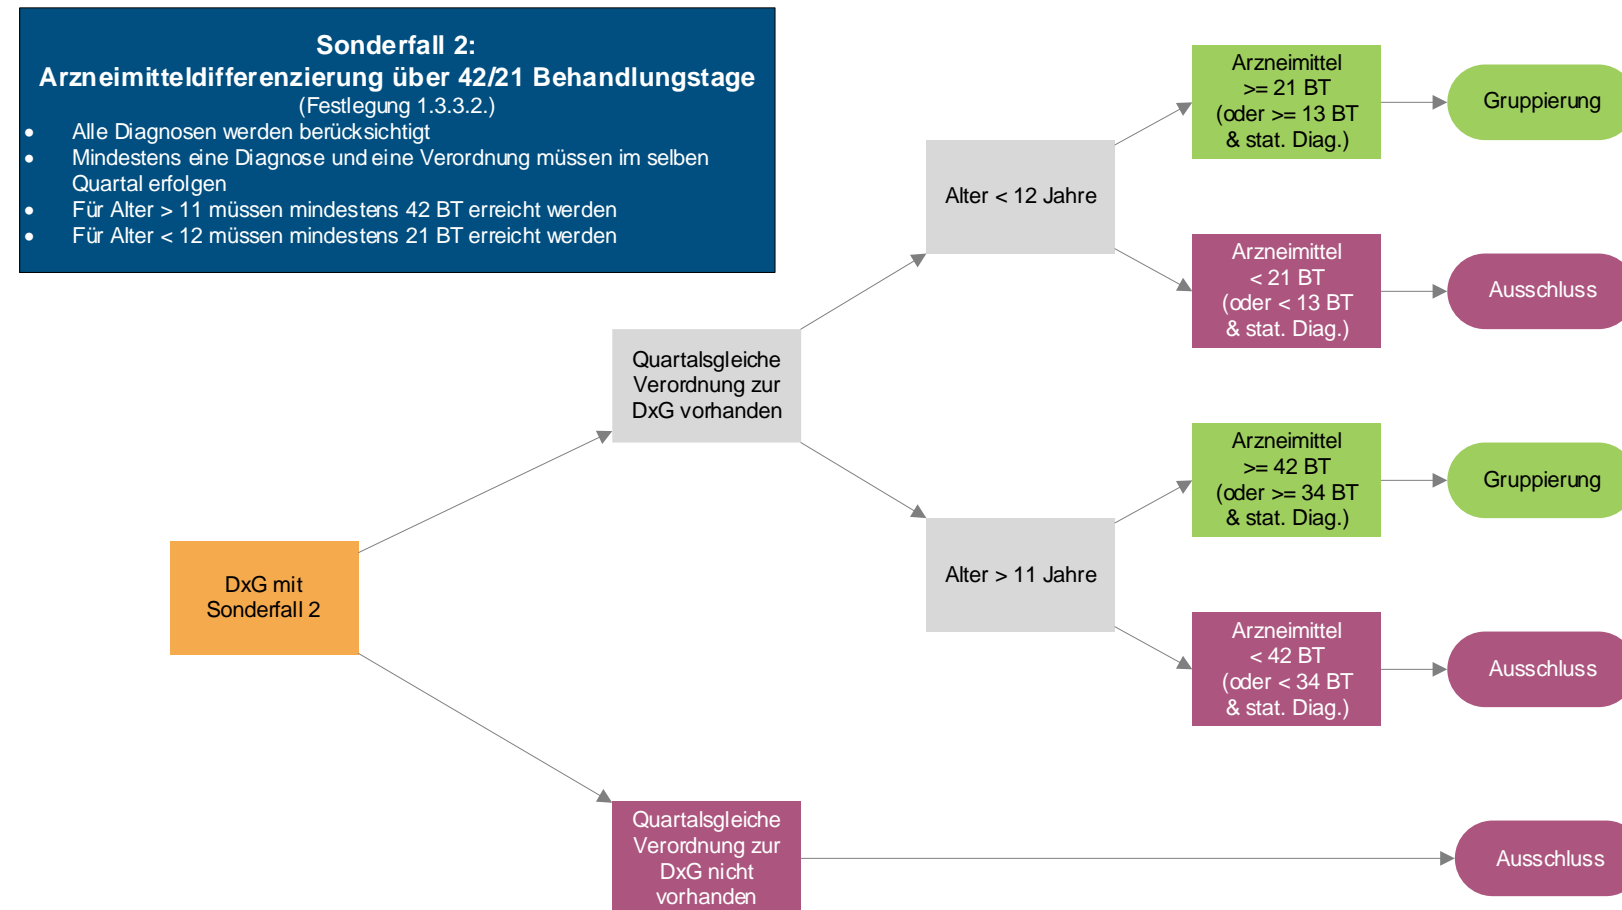 Sonderfall 2:
Arzneimitteldifferenzierung über 42/21 Behandlungstage
(Festlegung 1.3.3.2.)
• Alle Diagnosen werden berücksichtigt
• Mindestens eine Diagnose und eine Verordnung müssen im selben
Quartal erfolgen
• Für Alter > 11 müssen mindestens 42 BT erreicht werden
• Für Alter < 12 müssen mindestens 21 BT erreicht werden
DxG mit
Sonderfall 2
Quartalsgleiche
Verordnung zur
DxG vorhanden
Quartalsgleiche
Verordnung zur
DxG nicht
vorhanden
Alter < 12 Jahre
Alter > 11 Jahre
Arzneimittel
>= 21 BT
(oder >= 13 BT
& stat. Diag.)
Gruppierung
Arzneimittel
< 21 BT
(oder < 13 BT
& stat. Diag.)
Ausschluss
Arzneimittel
>= 42 BT
(oder >= 34 BT
& stat. Diag.)
Gruppierung
Arzneimittel
< 42 BT
(oder < 34 BT
& stat. Diag.)
Ausschluss
Ausschluss